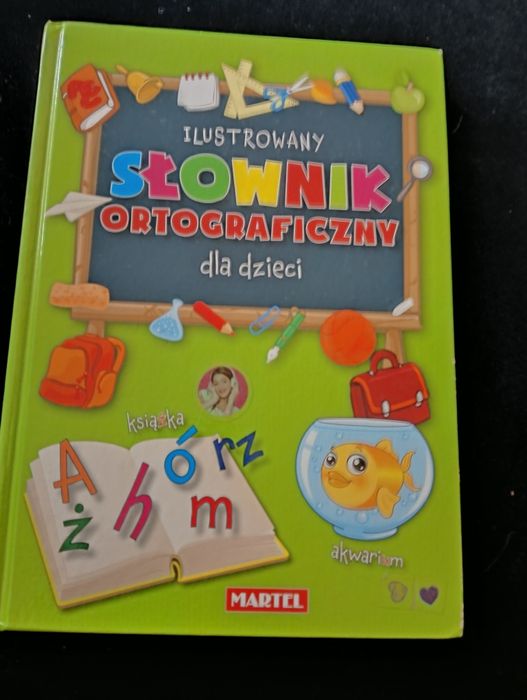 ILUSTROWANY
SŁOWNIK
ORTOGRAFICZNY
dla dzieci
książka
Ą ż h ó m rz
akwarium
MARTEL